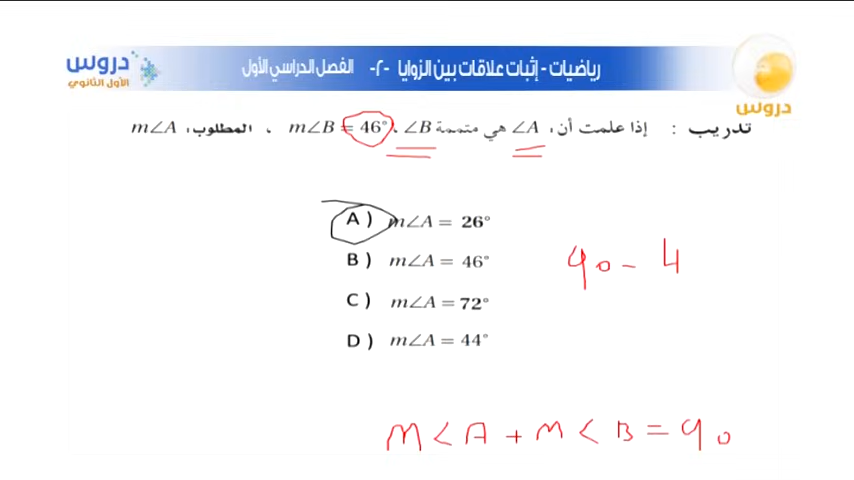 دروس
الأول الثانوي
رياضيات - إثبات علاقات بين الزوايا -٢- الفصل الدراسي الأول
دروس
تدريب : إذا علمت أن، ∠A هي متممة ∠B ، m∠B = 46° ، المطلوب، m∠A
A ) m∠A = 26°
B ) m∠A = 46°
C ) m∠A = 72°
D ) m∠A = 44°
90 - 4
m < A + m < B = 90